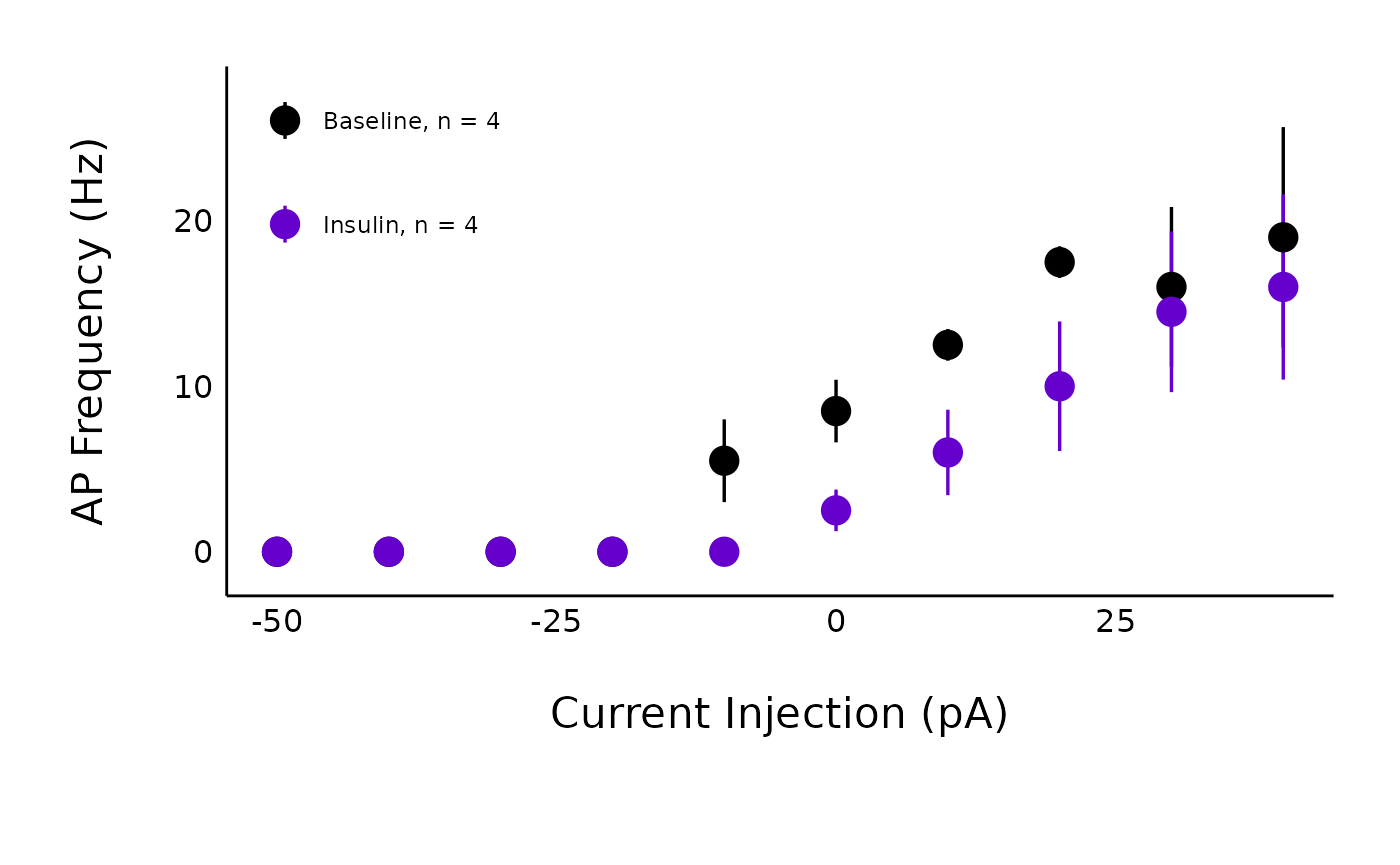 Baseline, n = 4
Insulin, n = 4
AP Frequency (Hz)
20
10
0
-50
-25
0
25
Current Injection (pA)